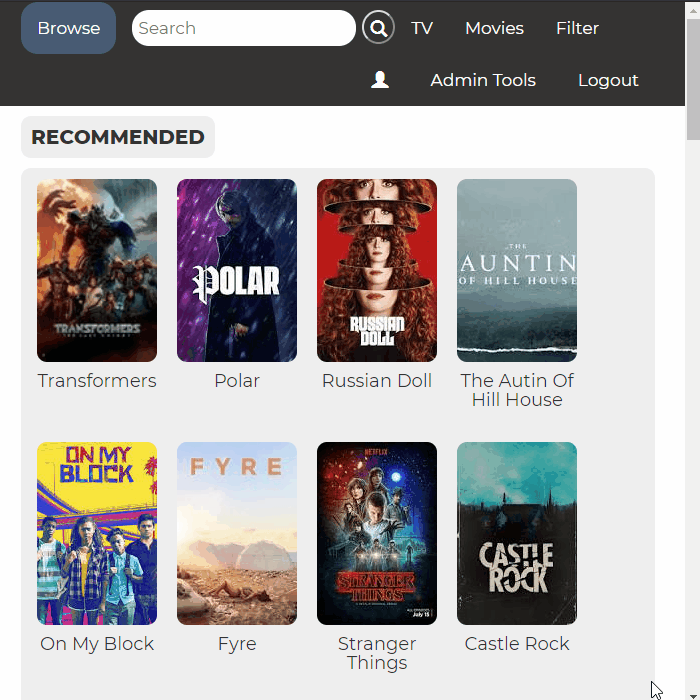 Browse
Search
TV
Movies
Filter
Admin Tools
Logout
RECOMMENDED
TRANSFORMERS
THE LAST KNIGHT
POLAR
RUSSIAN
DOLL
THE
AUNTIN
OF HILL HOUSE
Transformers
Polar
Russian Doll
The Autin Of
Hill House
ON MY
BLOCK
FYRE
NETFLIX
STRANGER
THINGS
July 15
CASTLE
ROCK
On My Block
Fyre
Stranger
Things
Castle Rock